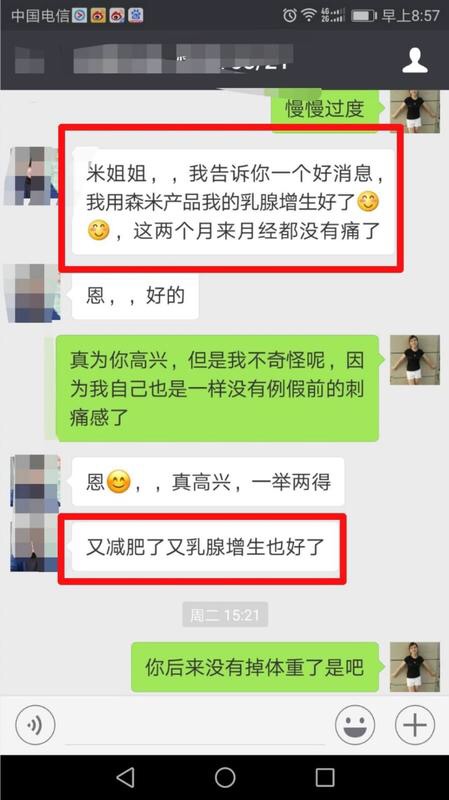 中国电信
早上8:57
慢慢过度
米姐姐，，我告诉你一个好消息，
我用森米产品我的乳腺增生好了😊
😊，这两个月来月经都没有痛了
恩，，好的
真为你高兴，但是我不奇怪呢，因
为我自己也是一样没有例假前的刺
痛感了
恩😊，，真高兴，一举两得
又减肥了又乳腺增生也好了
周二 15:21
你后来没有掉体重了是吧